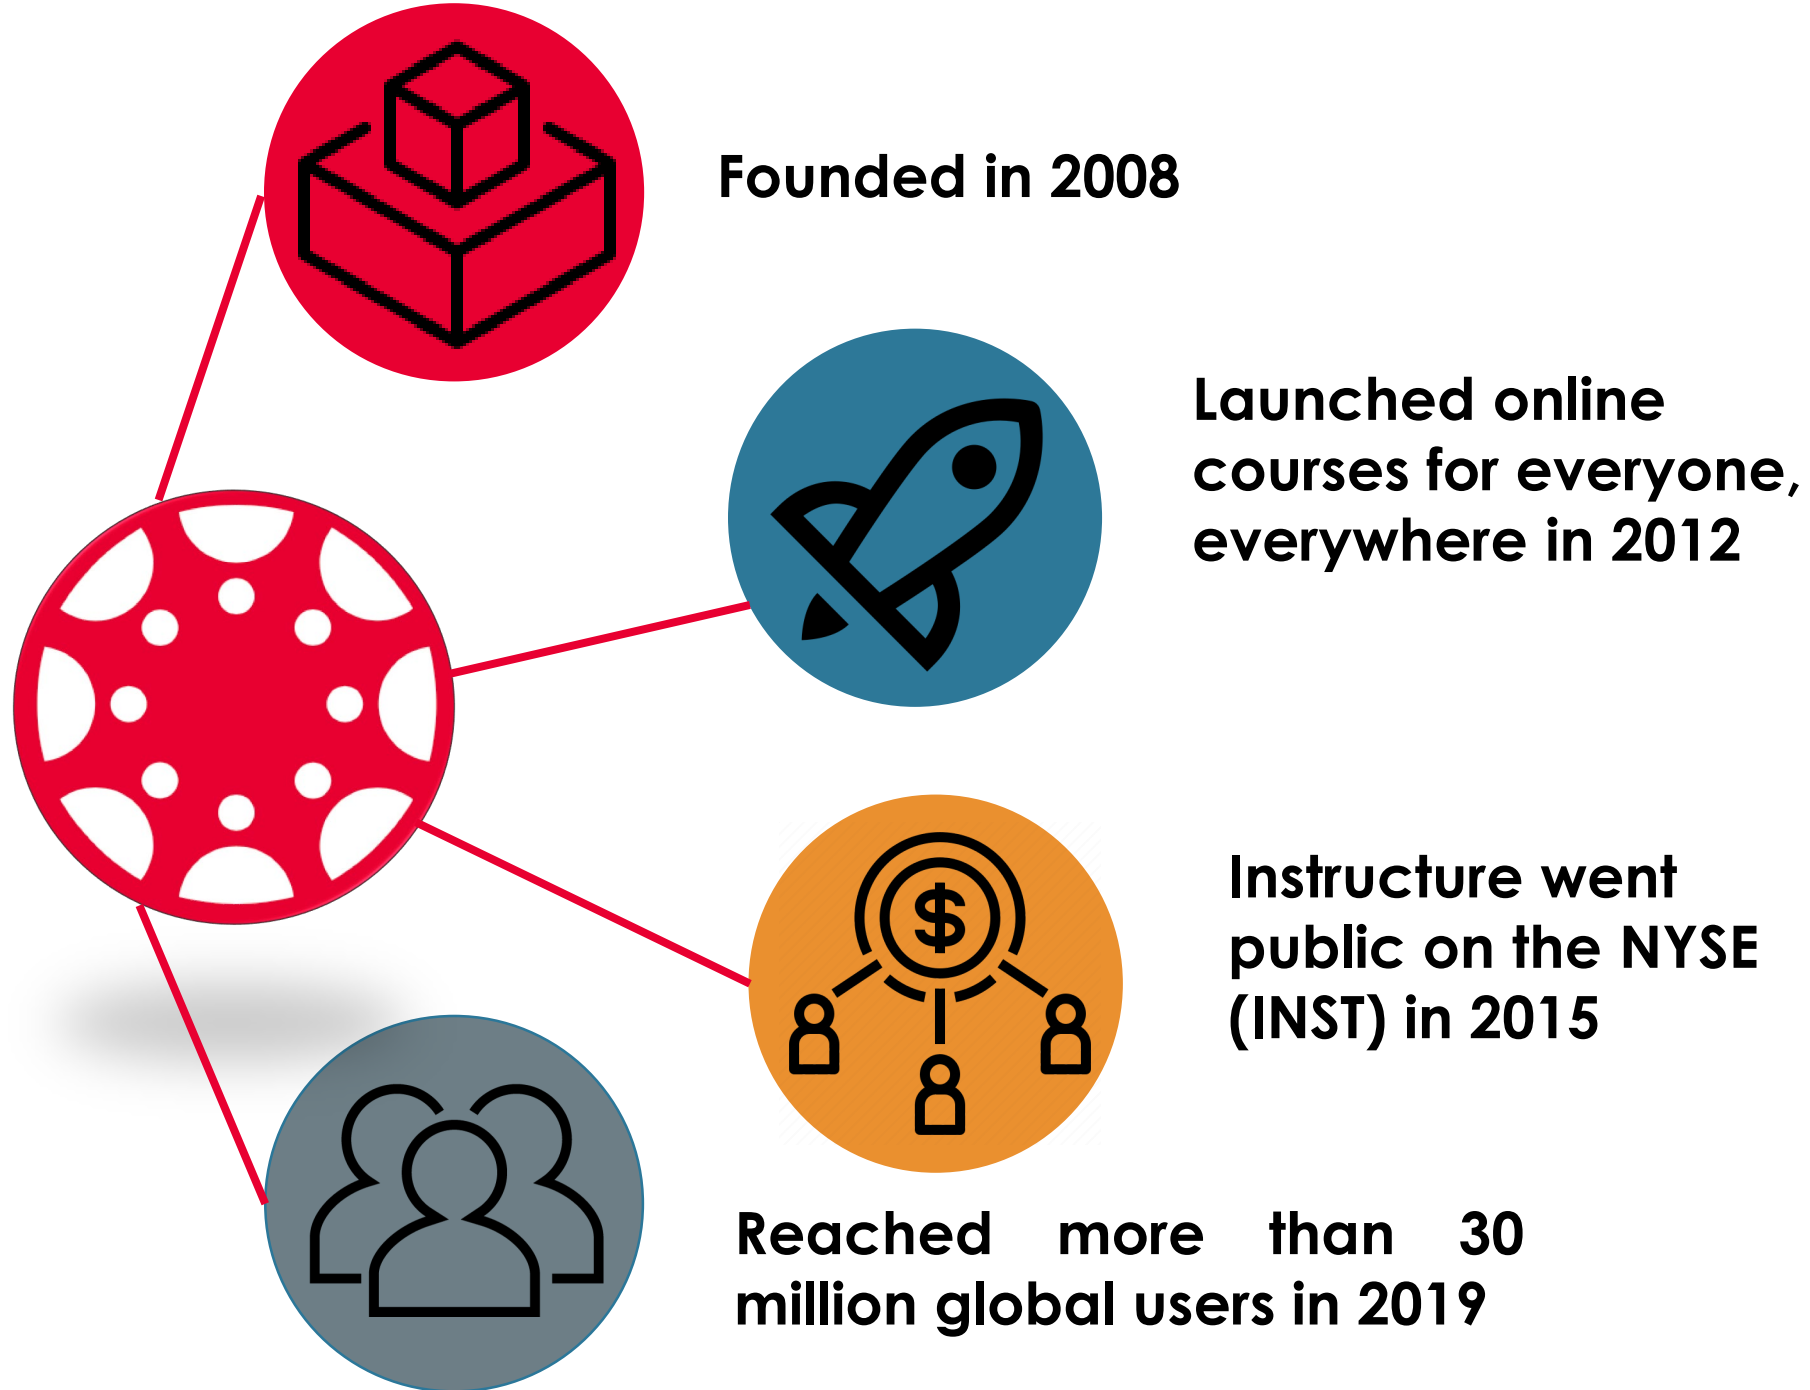 Founded in 2008
Launched online
courses for everyone,
everywhere in 2012
$
Instructure went
public on the NYSE
(INST) in 2015
Reached more than 30
million global users in 2019